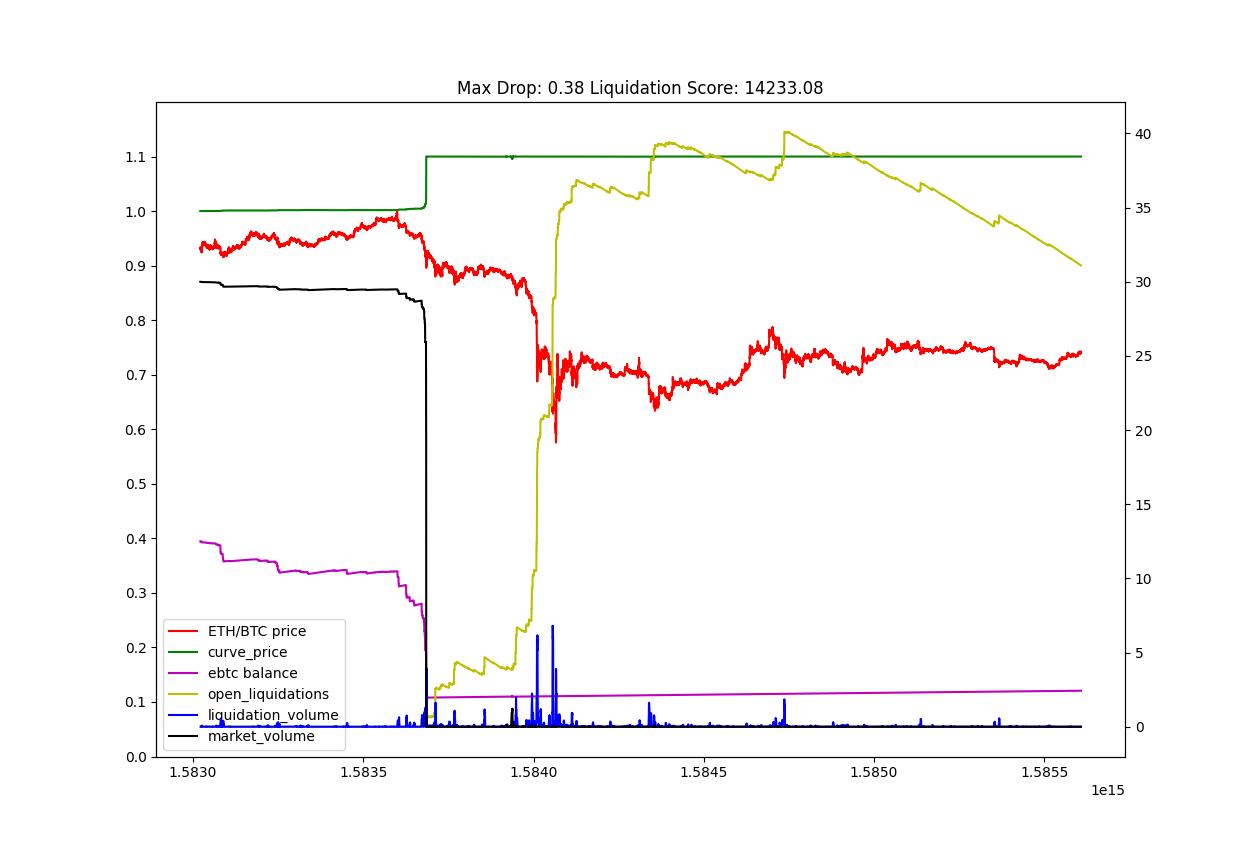 Max Drop: 0.38 Liquidation Score: 14233.08
1.1
1.0
0.9
0.8
0.7
0.6
0.5
0.4
0.3
0.2
0.1
0.0
40
35
30
25
20
15
10
5
0
ETH/BTC price
curve_price
ebtc balance
open_liquidations
liquidation_volume
market_volume
1.5830 1.5835 1.5840 1.5845 1.5850 1.5855
1e15